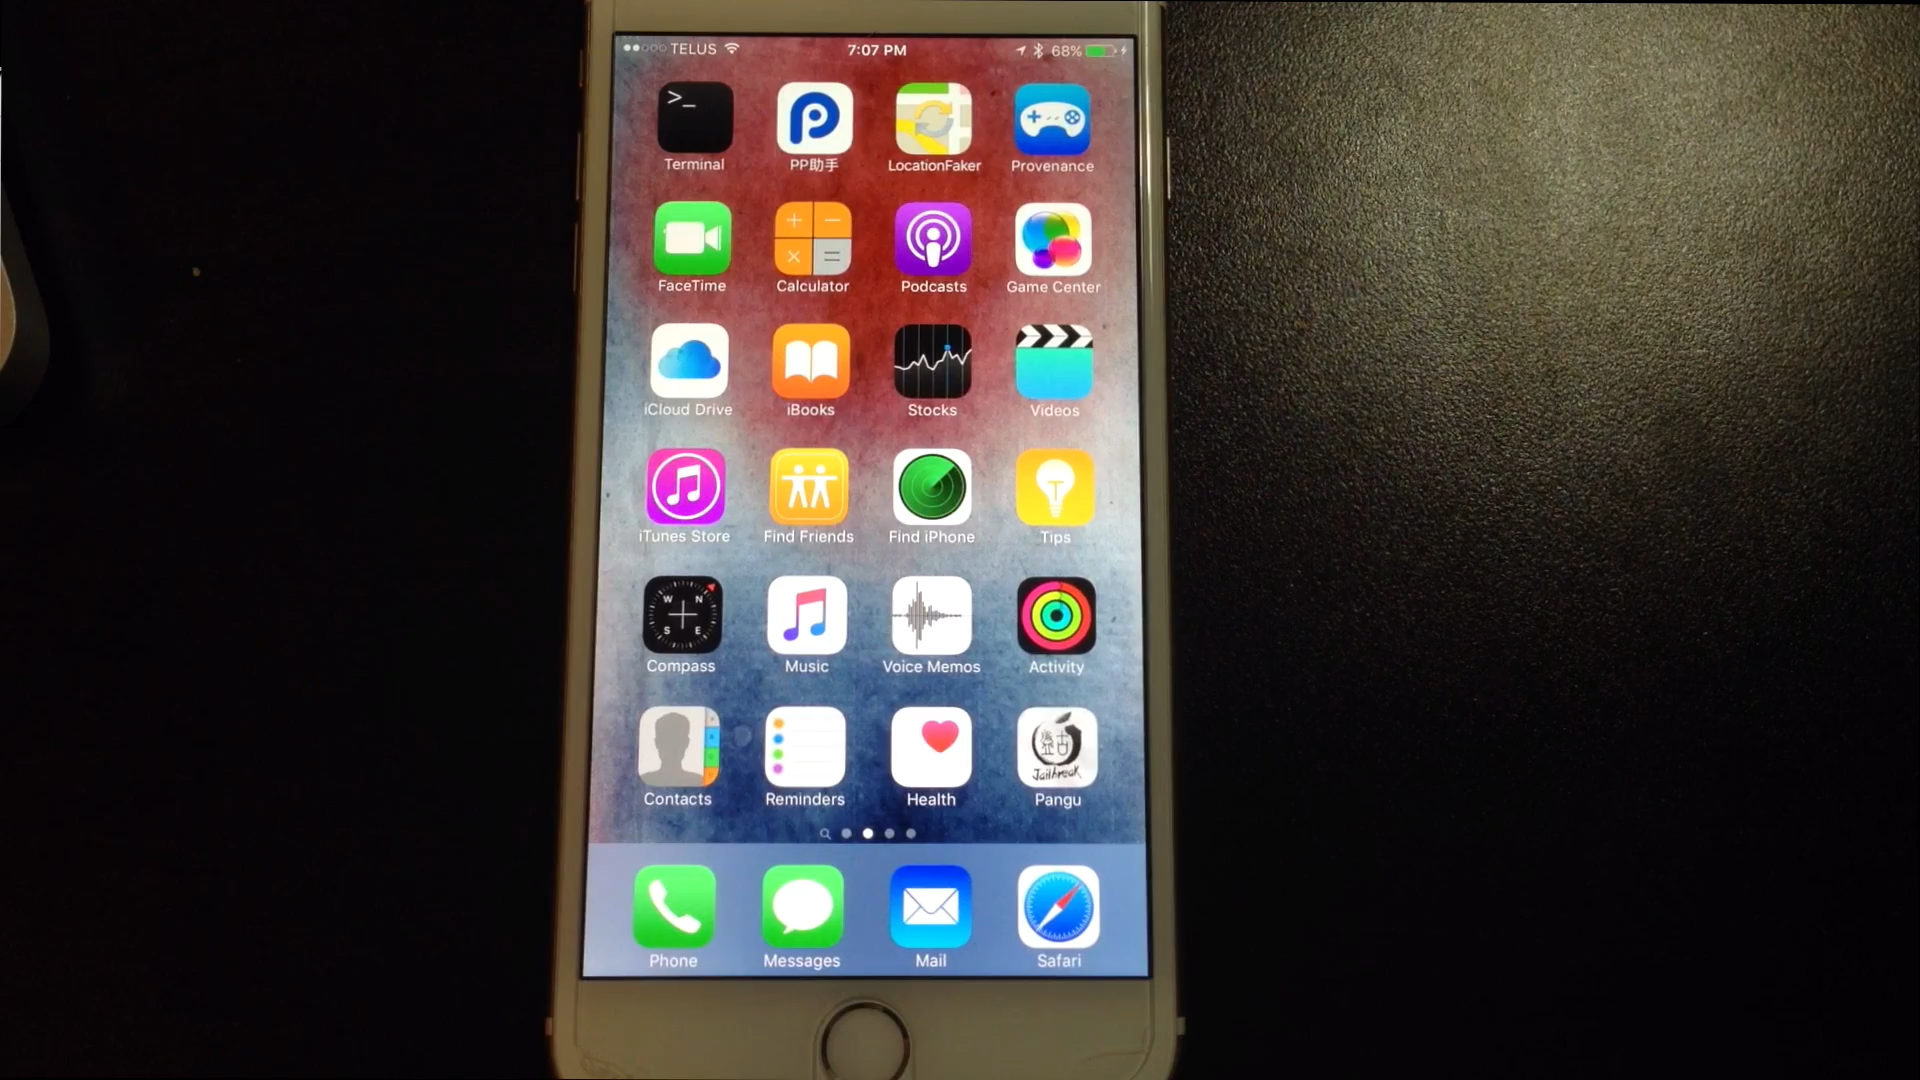 TELUS 7:07 PM 68%
>_
Terminal PP助手 LocationFaker Provenance
FaceTime Calculator Podcasts Game Center
iCloud Drive iBooks Stocks Videos
iTunes Store Find Friends Find iPhone Tips
W N
S E
Compass Music Voice Memos Activity
盘古
Jailbreak
Contacts Reminders Health Pangu
Phone Messages Mail Safari